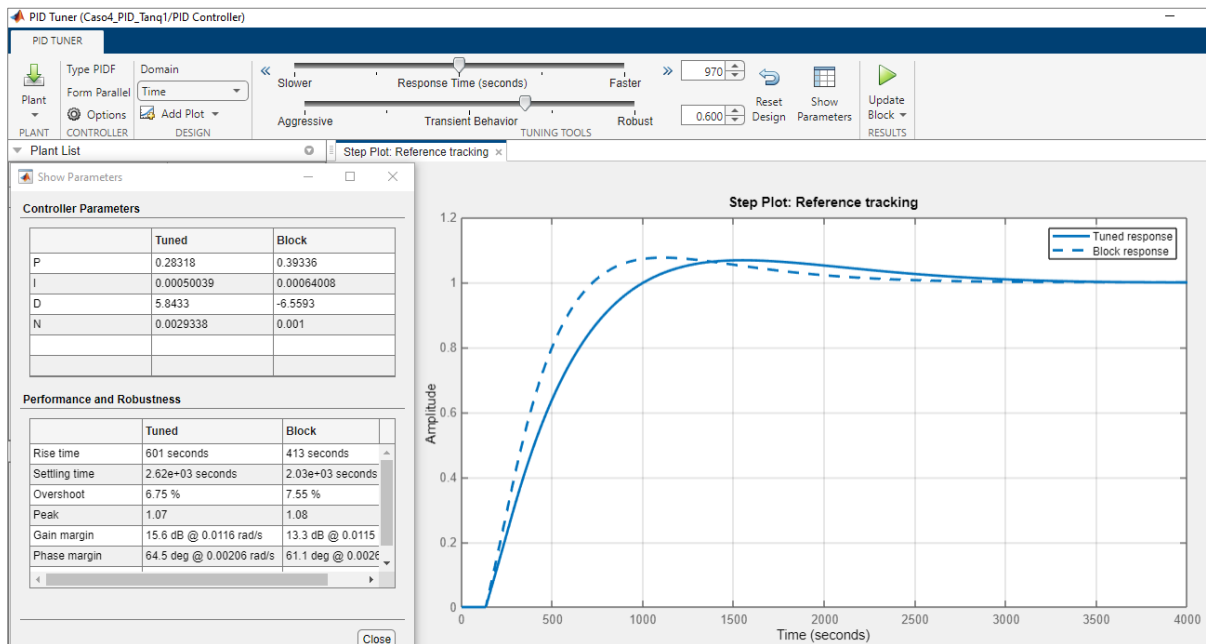 PID Tuner (Caso4_PID_Tanq1/PID Controller)
PID TUNER
Plant
Type PIDF
Form Parallel
Options
Domain
Time
Add Plot
Slower Response Time (seconds) Faster
970
Aggressive Transient Behavior Robust
0.600
Reset
Design
Show
Parameters
Update
Block
PLANT CONTROLLER DESIGN TUNING TOOLS RESULTS
Plant List
Step Plot: Reference tracking
Show Parameters
Controller Parameters
Tuned Block
P 0.28318 0.39336
I 0.00050039 0.00064008
D 5.8433 -6.5593
N 0.0029338 0.001
Performance and Robustness
Tuned Block
Rise time 601 seconds 413 seconds
Settling time 2.62e+03 seconds 2.03e+03 seconds
Overshoot 6.75 % 7.55 %
Peak 1.07 1.08
Gain margin 15.6 dB @ 0.0116 rad/s 13.3 dB @ 0.0115
Phase margin 64.5 deg @ 0.00206 rad/s 61.1 deg @ 0.0026
Close
Step Plot: Reference tracking
Tuned response
Block response
Amplitude
1.2
1
0.8
0.6
0.4
0.2
0
0 500 1000 1500 2000 2500 3000 3500 4000
Time (seconds)